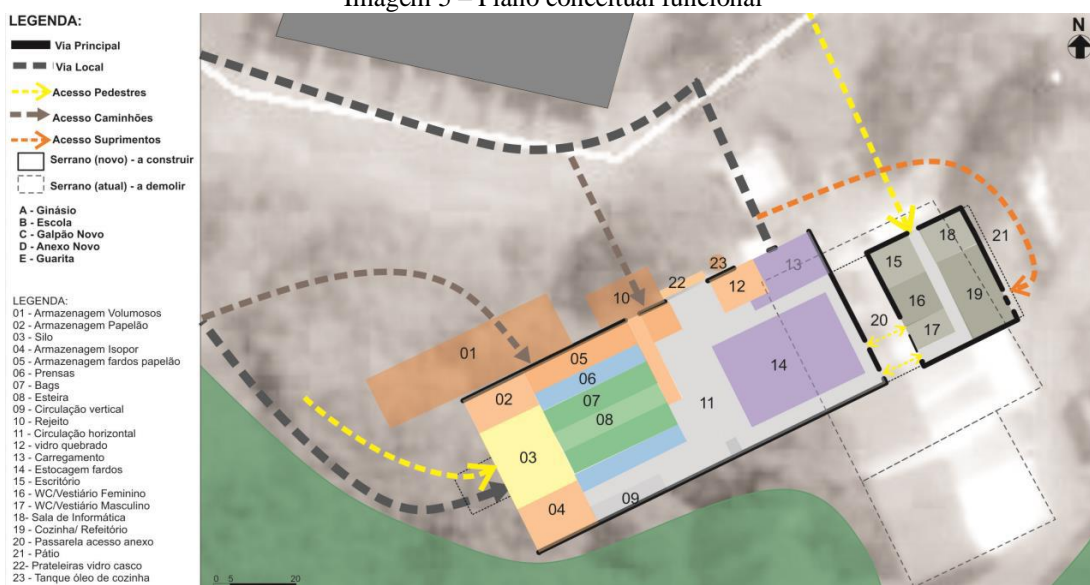 Imagem 3 – Plano conceitual funcional
LEGENDA:
Via Principal
Via Local
Acesso Pedestres
Acesso Caminhões
Acesso Suprimentos
Serrano (novo) - a construir
Serrano (atual) - a demolir
A - Ginásio
B - Escola
C - Galpão Novo
D - Anexo Novo
E - Guarita
LEGENDA:
01 - Armazenagem Volumosos
02 - Armazenagem Papelão
03 - Silo
04 - Armazenagem Isopor
05 - Armazenagem fardos papelão
06 - Prensas
07 - Bags
08 - Esteira
09 - Circulação vertical
10 - Rejeito
11 - Circulação horizontal
12 - vidro quebrado
13 - Carregamento
14 - Estocagem fardos
15 - Escritório
16 - WC/Vestiário Feminino
17 - WC/Vestiário Masculino
18- Sala de Informática
19 - Cozinha/ Refeitório
20 - Passarela acesso anexo
21 - Pátio
22- Prateleiras vidro casco
23 - Tanque óleo de cozinha
N
18
21
15
23
13
22
12
10
19
16
20
17
01
05
14
06
02
07
11
08
03
09
04
0 5 20